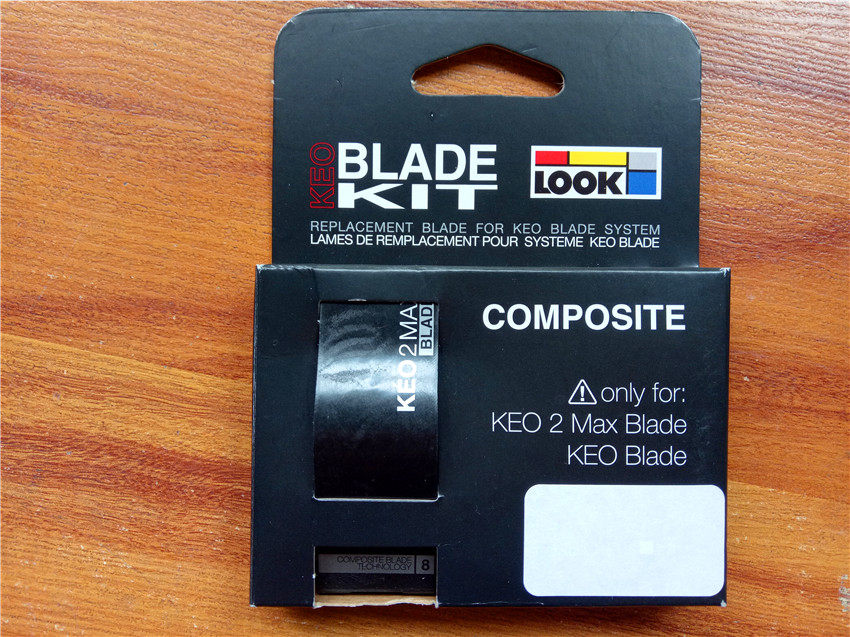 KEO BLADE
KIT
LOOK
REPLACEMENT BLADE FOR KEO BLADE SYSTEM
LAMES DE REMPLACEMENT POUR SYSTEME KEO BLADE
COMPOSITE
KEO2MA
BLAD
only for:
KEO 2 Max Blade
KEO Blade
COMPOSITE BLADE
TECHNOLOGY
8